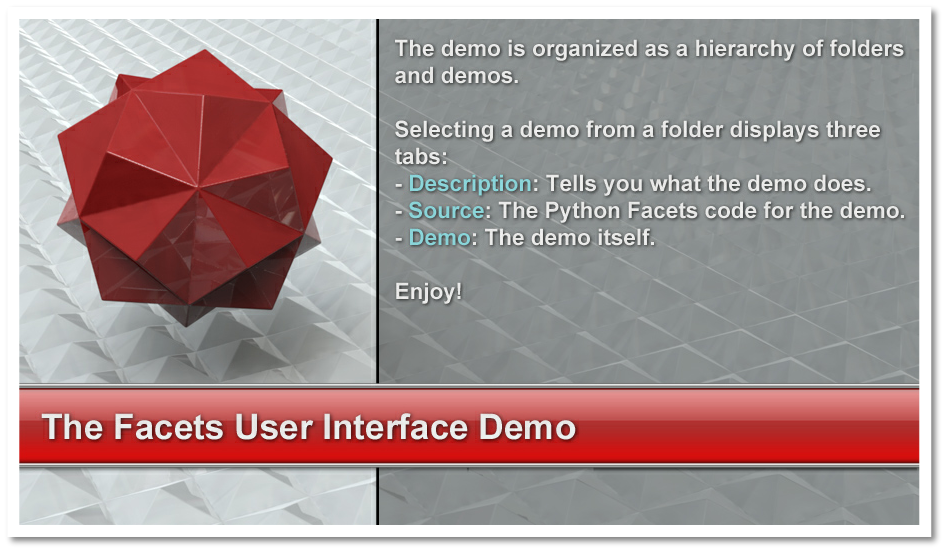 The demo is organized as a hierarchy of folders
and demos.
Selecting a demo from a folder displays three
tabs:
- Description: Tells you what the demo does.
- Source: The Python Facets code for the demo.
- Demo: The demo itself.
Enjoy!
The Facets User Interface Demo